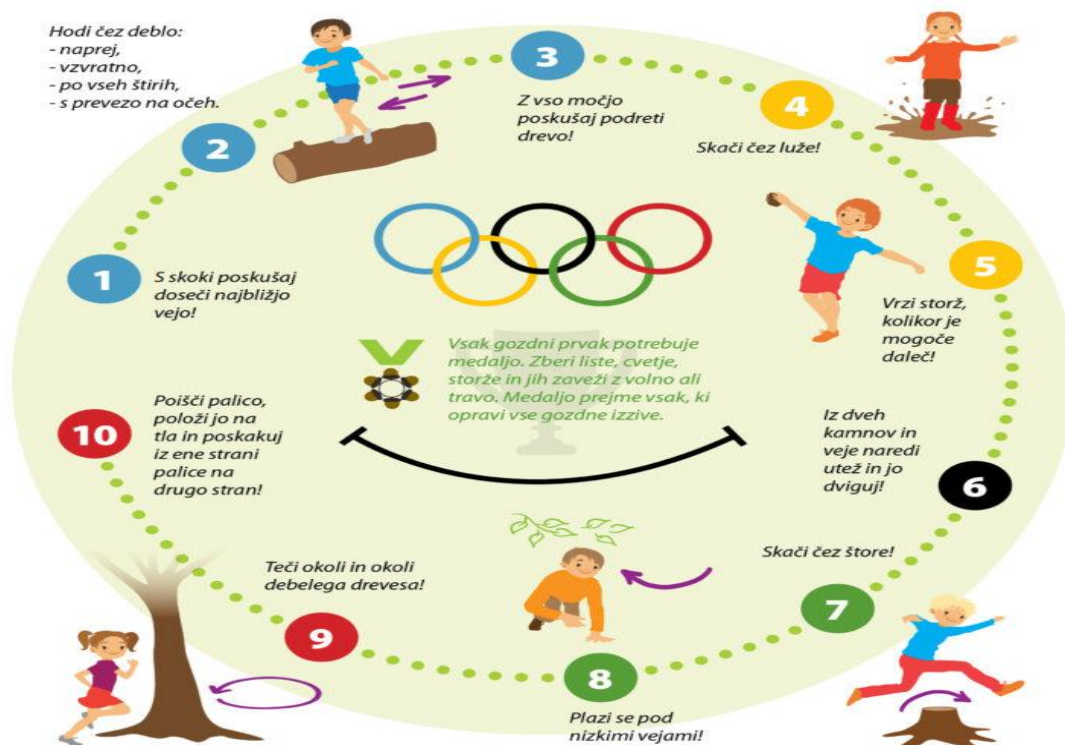 1
S skoki poskušaj
doseči najbližjo
vejo!
2
Hodi čez deblo:
- naprej,
- vzvratno,
- po vseh štirih,
- s prevezo na očeh.
3
Z vso močjo
poskušaj podreti
drevo!
4
Skači čez luže!
5
Vrzi storž,
kolikor je
mogoče
daleč!
6
Iz dveh
kamnov in
veje naredi
utež in jo
dviguj!
7
Skači čez štore!
8
Plazi se pod
nizkimi vejami!
9
Teči okoli in okoli
debelega drevesa!
10
Poišči palico,
položi jo na
tla in poskakuj
iz ene strani
palice na
drugo stran!
Vsak gozdni prvak potrebuje
medaljo. Zberi liste, cvetje,
storže in jih zaveži z volno ali
travo. Medaljo prejme vsak, ki
opravi vse gozdne izzive.